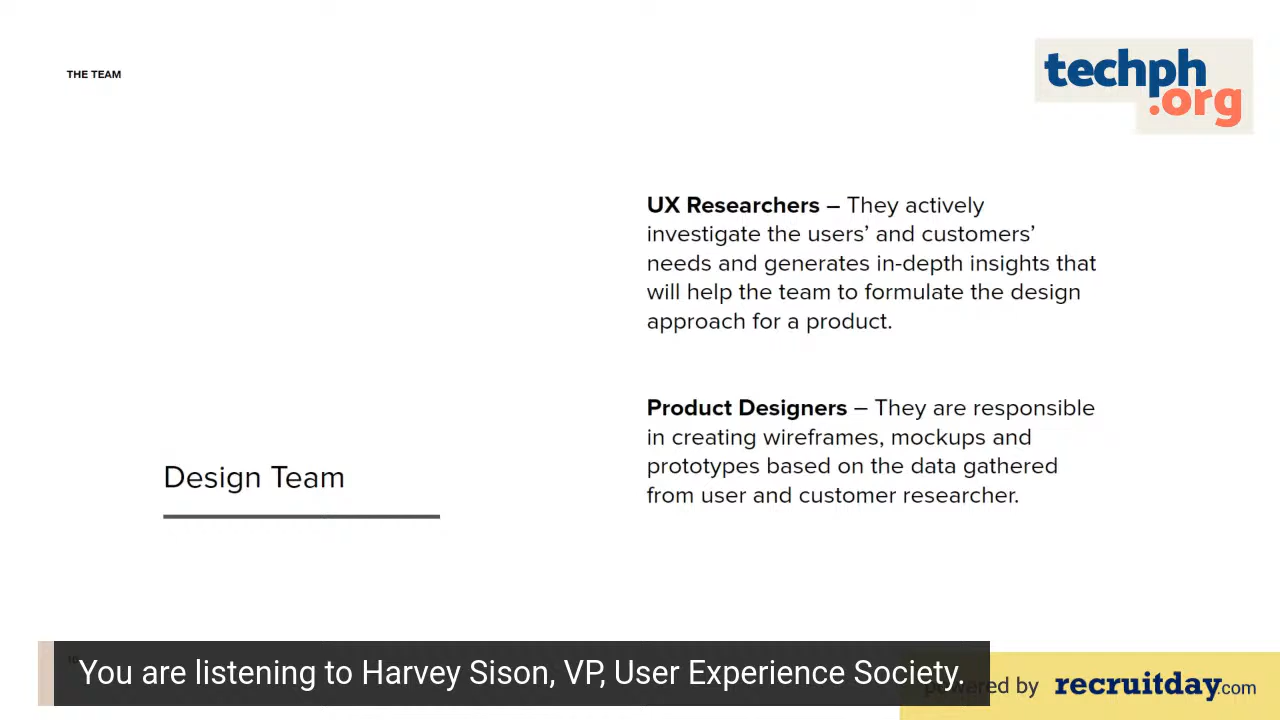 THE TEAM
techph
.org
UX Researchers – They actively
investigate the users’ and customers’
needs and generates in-depth insights that
will help the team to formulate the design
approach for a product.
Product Designers – They are responsible
in creating wireframes, mockups and
prototypes based on the data gathered
from user and customer researcher.
Design Team
You are listening to Harvey Sison, VP, User Experience Society.
powered by recruitday.com